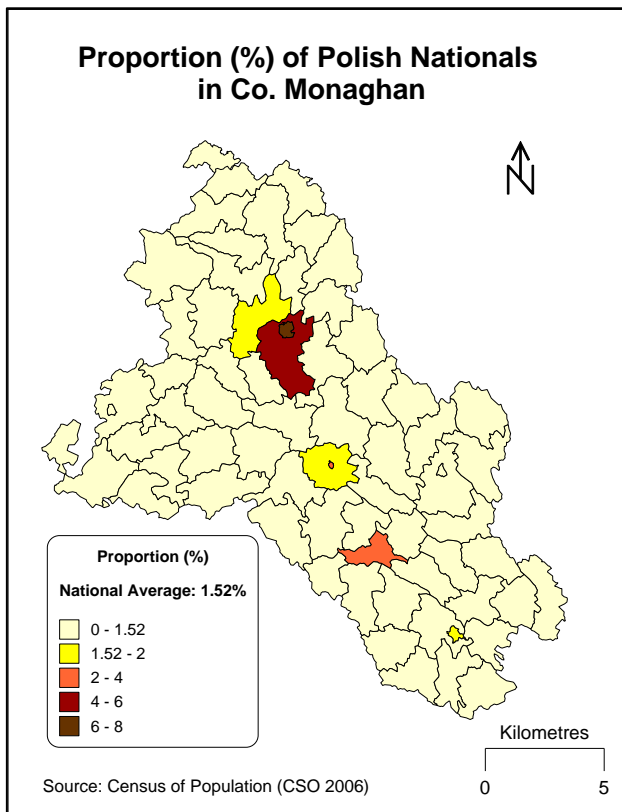 Proportion (%) of Polish Nationals
in Co. Monaghan
N
Proportion (%)
National Average: 1.52%
0 - 1.52
1.52 - 2
2 - 4
4 - 6
6 - 8
Kilometres
0 5
Source: Census of Population (CSO 2006)